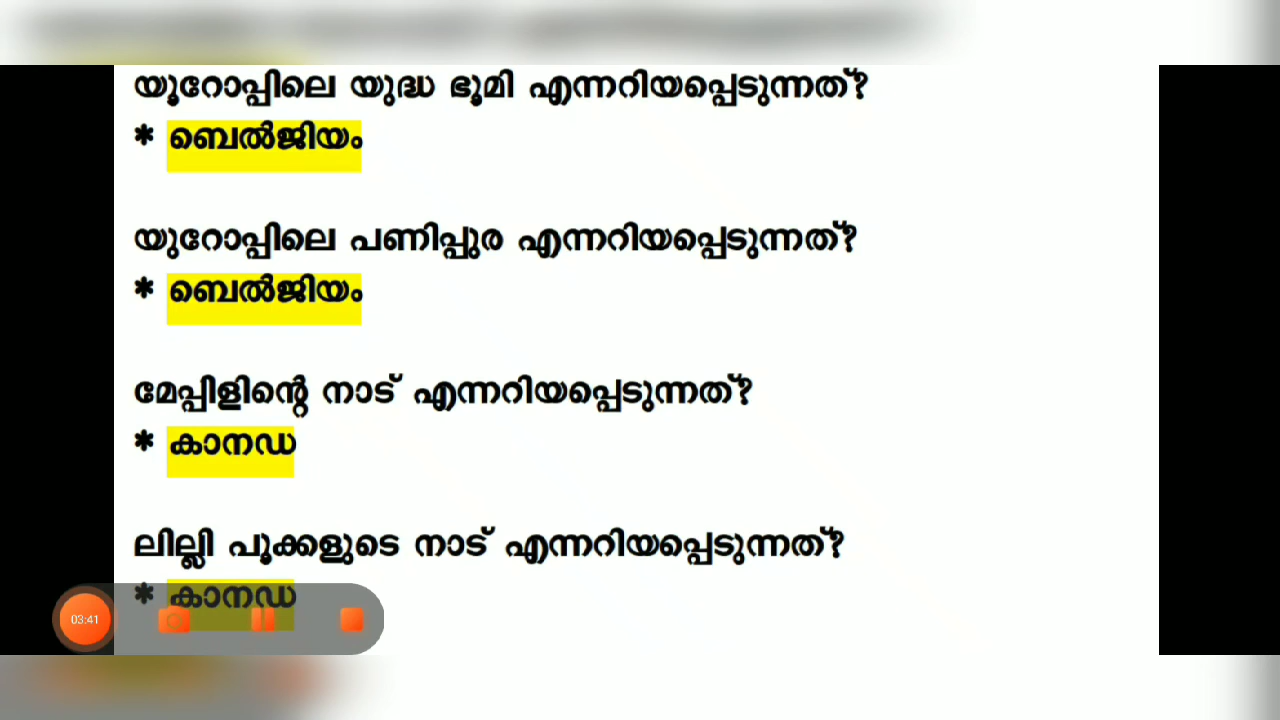 യൂറോപ്പിലെ യുദ്ധ ഭൂമി എന്നറിയപ്പെടുന്നത്?
* ബെൽജിയം
യുറോപ്പിലെ പണിപ്പുര എന്നറിയപ്പെടുന്നത്?
* ബെൽജിയം
മേപ്പിളിന്റെ നാട് എന്നറിയപ്പെടുന്നത്?
* കാനഡ
ലില്ലി പൂക്കളുടെ നാട് എന്നറിയപ്പെടുന്നത്?
* കാനഡ
03:41